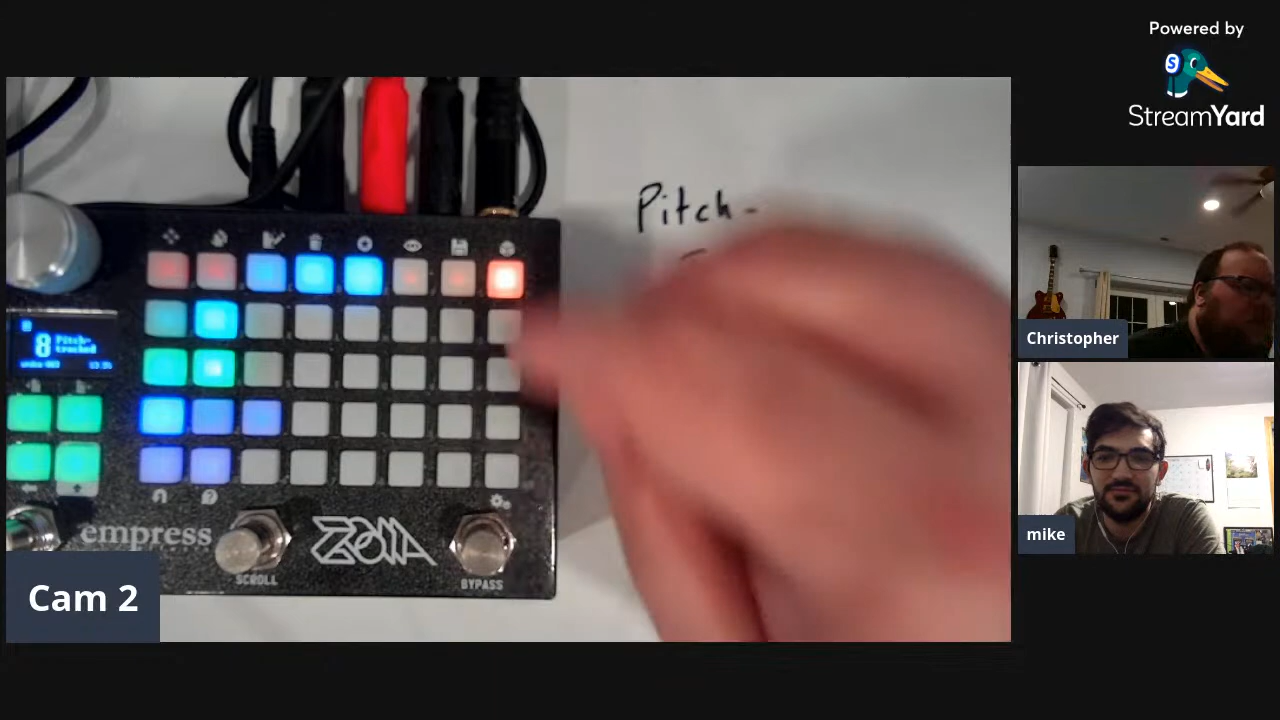 Powered by
StreamYard
Pitch-
8 Pitch-
tracked
empress
ZOIA
SCROLL
BYPASS
Cam 2
Christopher
mike